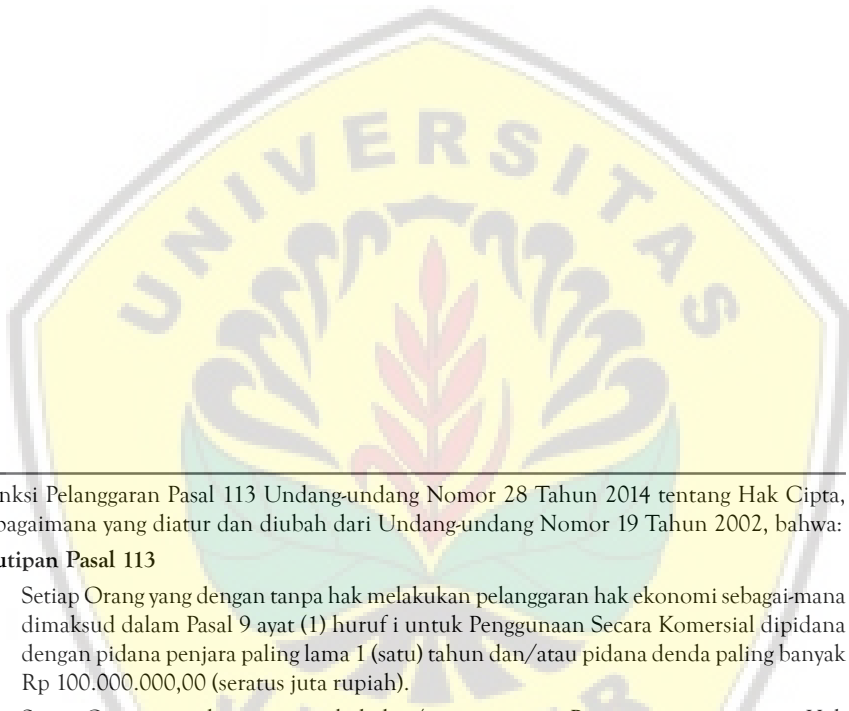 UNIVERSITAS
nksi Pelanggaran Pasal 113 Undang-undang Nomor 28 Tahun 2014 tentang Hak Cipta,
bagaimana yang diatur dan diubah dari Undang-undang Nomor 19 Tahun 2002, bahwa:
utipan Pasal 113
Setiap Orang yang dengan tanpa hak melakukan pelanggaran hak ekonomi sebagai-mana
dimaksud dalam Pasal 9 ayat (1) huruf i untuk Penggunaan Secara Komersial dipidana
dengan pidana penjara paling lama 1 (satu) tahun dan/atau pidana denda paling banyak
Rp 100.000.000,00 (seratus juta rupiah).